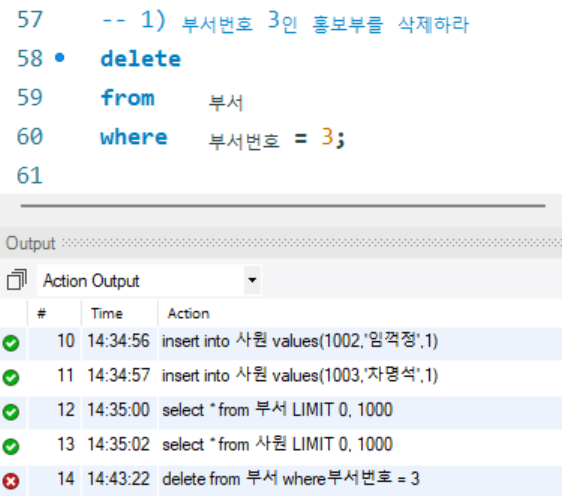 57 -- 1) 부서번호 3인 홍보부를 삭제하라
58 delete
59 from 부서
60 where 부서번호 = 3;
61
Output
Action Output
# Time Action
10 14:34:56 insert into 사원 values(1002,'임꺽정',1)
11 14:34:57 insert into 사원 values(1003,'차명석',1)
12 14:35:00 select * from 부서 LIMIT 0, 1000
13 14:35:02 select * from 사원 LIMIT 0, 1000
14 14:43:22 delete from 부서 where부서번호 = 3